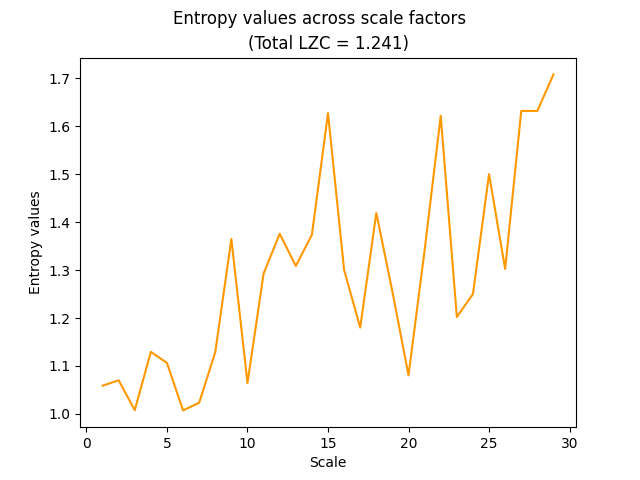 Entropy values across scale factors
(Total LZC = 1.241)
1.7
1.6
1.5
1.4
1.3
1.2
1.1
1.0
Entropy values
0 5 10 15 20 25 30
Scale